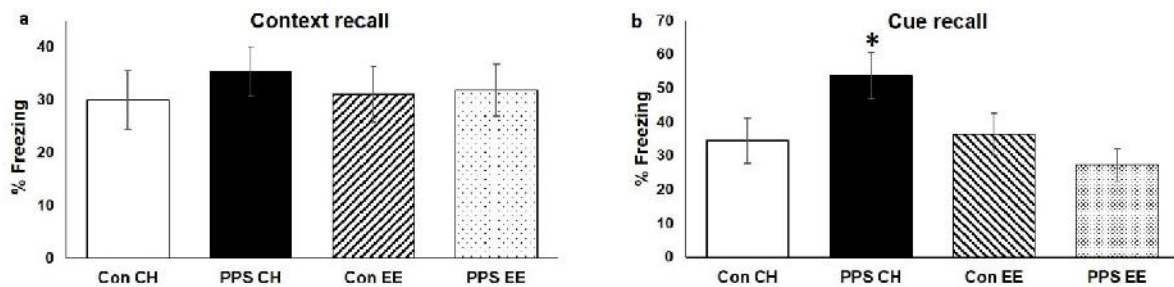 a
Context recall
% Freezing
40
30
20
10
0
Con CH
PPS CH
Con EE
PPS EE
b
Cue recall
% Freezing
70
60
50
40
30
20
10
0
*
Con CH
PPS CH
Con EE
PPS EE